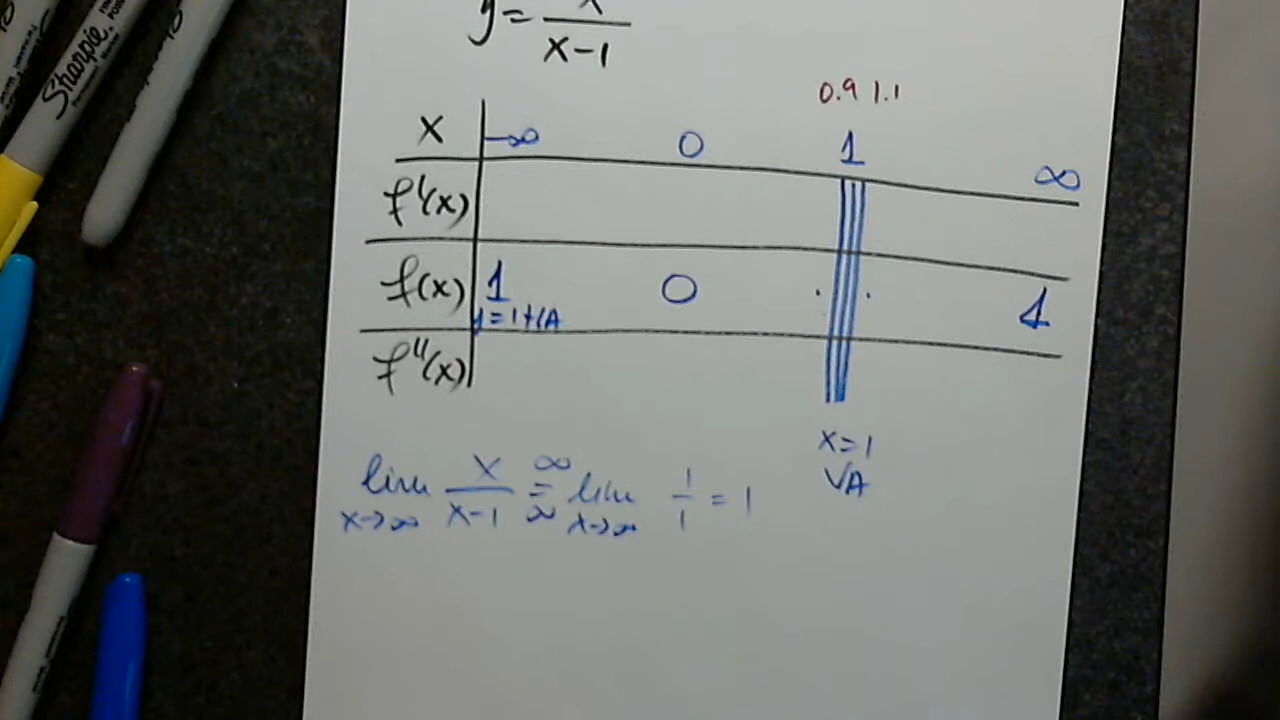 y = x / x-1
0.9 1.1
x -∞ 0 1 ∞
f'(x)
f(x) 1 0 . . 1
y = 1 HA
f''(x)
x=1
VA
lim x→∞ x / x-1 = ∞/∞ lim x→∞ 1/1 = 1
Sharpie